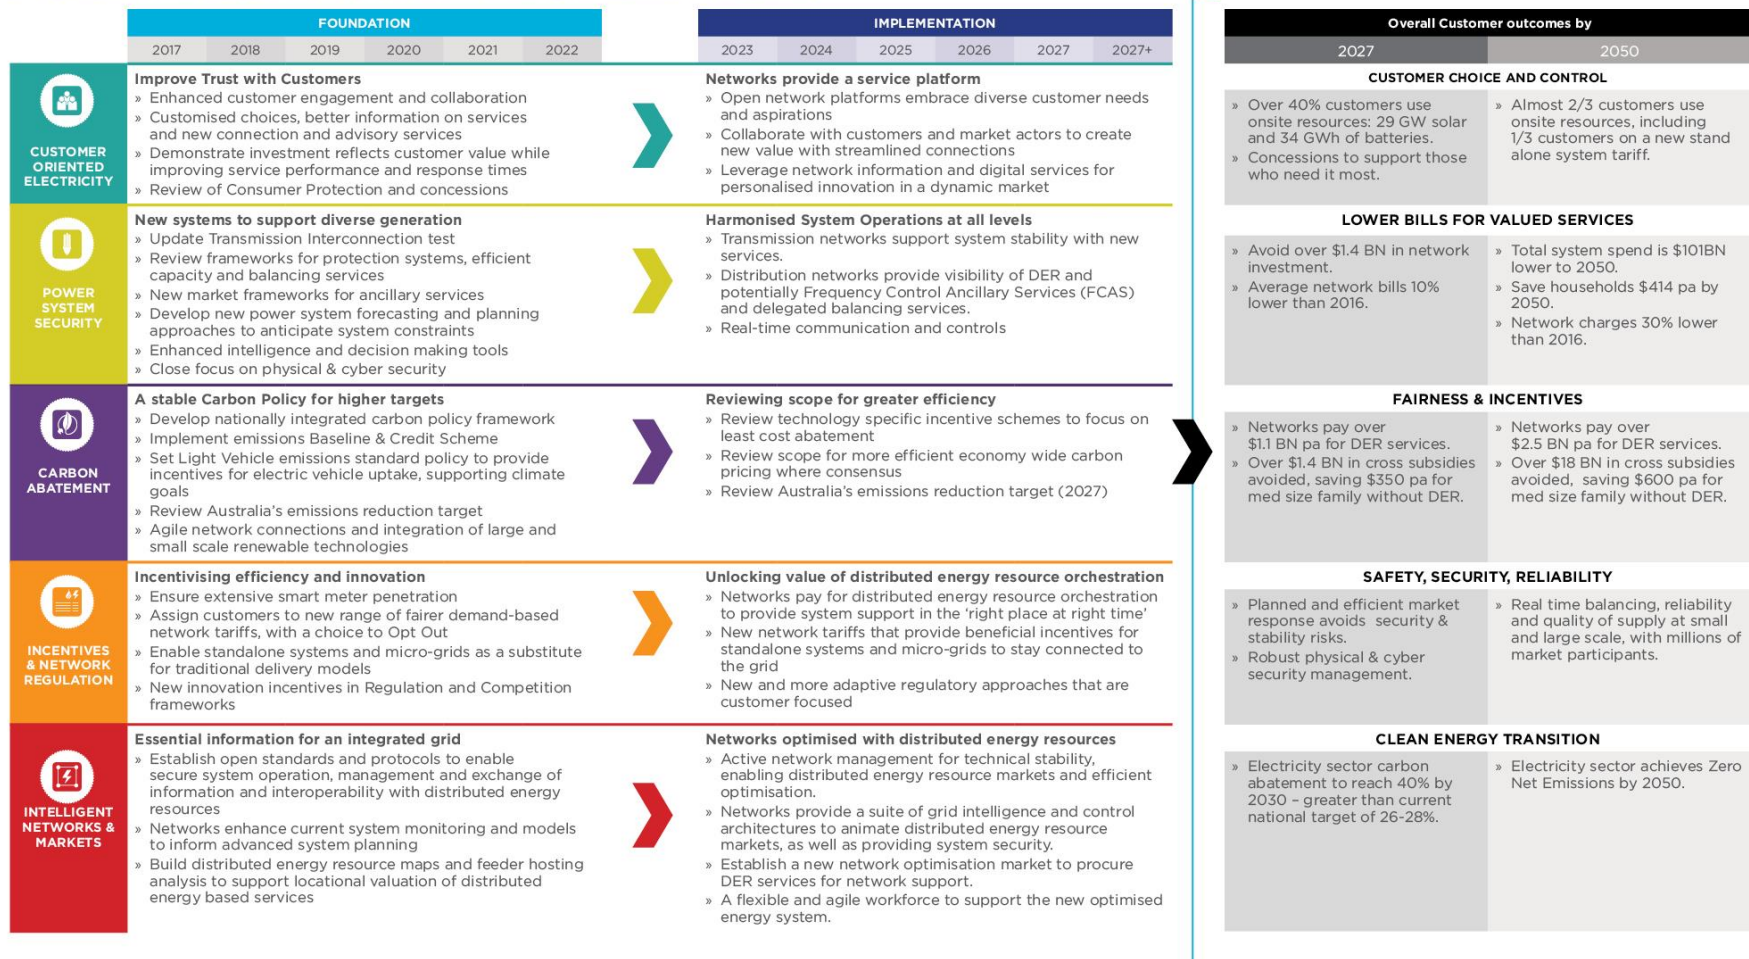 FOUNDATION
2017 2018 2019 2020 2021 2022
IMPLEMENTATION
2023 2024 2025 2026 2027 2027+
Overall Customer outcomes by
2027 2050
CUSTOMER
ORIENTED
ELECTRICITY
Improve Trust with Customers
» Enhanced customer engagement and collaboration
» Customised choices, better information on services
and new connection and advisory services
» Demonstrate investment reflects customer value while
improving service performance and response times
» Review of Consumer Protection and concessions
Networks provide a service platform
» Open network platforms embrace diverse customer needs
and aspirations
» Collaborate with customers and market actors to create
new value with streamlined connections
» Leverage network information and digital services for
personalised innovation in a dynamic market
CUSTOMER CHOICE AND CONTROL
» Over 40% customers use
onsite resources: 29 GW solar
and 34 GWh of batteries.
» Concessions to support those
who need it most.
» Almost 2/3 customers use
onsite resources, including
1/3 customers on a new stand
alone system tariff.
POWER
SYSTEM
SECURITY
New systems to support diverse generation
» Update Transmission Interconnection test
» Review frameworks for protection systems, efficient
capacity and balancing services
» New market frameworks for ancillary services
» Develop new power system forecasting and planning
approaches to anticipate system constraints
» Enhanced intelligence and decision making tools
» Close focus on physical & cyber security
Harmonised System Operations at all levels
» Transmission networks support system stability with new
services.
» Distribution networks provide visibility of DER and
potentially Frequency Control Ancillary Services (FCAS)
and delegated balancing services.
» Real-time communication and controls
LOWER BILLS FOR VALUED SERVICES
» Avoid over $1.4 BN in network
investment.
» Average network bills 10%
lower than 2016.
» Total system spend is $101BN
lower to 2050.
» Save households $414 pa by
2050.
» Network charges 30% lower
than 2016.
CARBON
ABATEMENT
A stable Carbon Policy for higher targets
» Develop nationally integrated carbon policy framework
» Implement emissions Baseline & Credit Scheme
» Set Light Vehicle emissions standard policy to provide
incentives for electric vehicle uptake, supporting climate
goals
» Review Australia's emissions reduction target
» Agile network connections and integration of large and
small scale renewable technologies
Reviewing scope for greater efficiency
» Review technology specific incentive schemes to focus on
least cost abatement
» Review scope for more efficient economy wide carbon
pricing where consensus
» Review Australia's emissions reduction target (2027)
FAIRNESS & INCENTIVES
» Networks pay over
$1.1 BN pa for DER services.
» Over $1.4 BN in cross subsidies
avoided, saving $350 pa for
med size family without DER.
» Networks pay over
$2.5 BN pa for DER services.
» Over $18 BN in cross subsidies
avoided, saving $600 pa for
med size family without DER.
INCENTIVES
& NETWORK
REGULATION
Incentivising efficiency and innovation
» Ensure extensive smart meter penetration
» Assign customers to new range of fairer demand-based
network tariffs, with a choice to Opt Out
» Enable standalone systems and micro-grids as a substitute
for traditional delivery models
» New innovation incentives in Regulation and Competition
frameworks
Unlocking value of distributed energy resource orchestration
» Networks pay for distributed energy resource orchestration
to provide system support in the 'right place at right time'
» New network tariffs that provide beneficial incentives for
standalone systems and micro-grids to stay connected to
the grid
» New and more adaptive regulatory approaches that are
customer focused
SAFETY, SECURITY, RELIABILITY
» Planned and efficient market
response avoids security &
stability risks.
» Robust physical & cyber
security management.
» Real time balancing, reliability
and quality of supply at small
and large scale, with millions of
market participants.
INTELLIGENT
NETWORKS &
MARKETS
Essential information for an integrated grid
» Establish open standards and protocols to enable
secure system operation, management and exchange of
information and interoperability with distributed energy
resources
» Networks enhance current system monitoring and models
to inform advanced system planning
» Build distributed energy resource maps and feeder hosting
analysis to support locational valuation of distributed
energy based services
Networks optimised with distributed energy resources
» Active network management for technical stability,
enabling distributed energy resource markets and efficient
optimisation.
» Networks provide a suite of grid intelligence and control
architectures to animate distributed energy resource
markets, as well as providing system security.
» Establish a new network optimisation market to procure
DER services for network support.
» A flexible and agile workforce to support the new optimised
energy system.
CLEAN ENERGY TRANSITION
» Electricity sector carbon
abatement to reach 40% by
2030 – greater than current
national target of 26-28%.
» Electricity sector achieves Zero
Net Emissions by 2050.